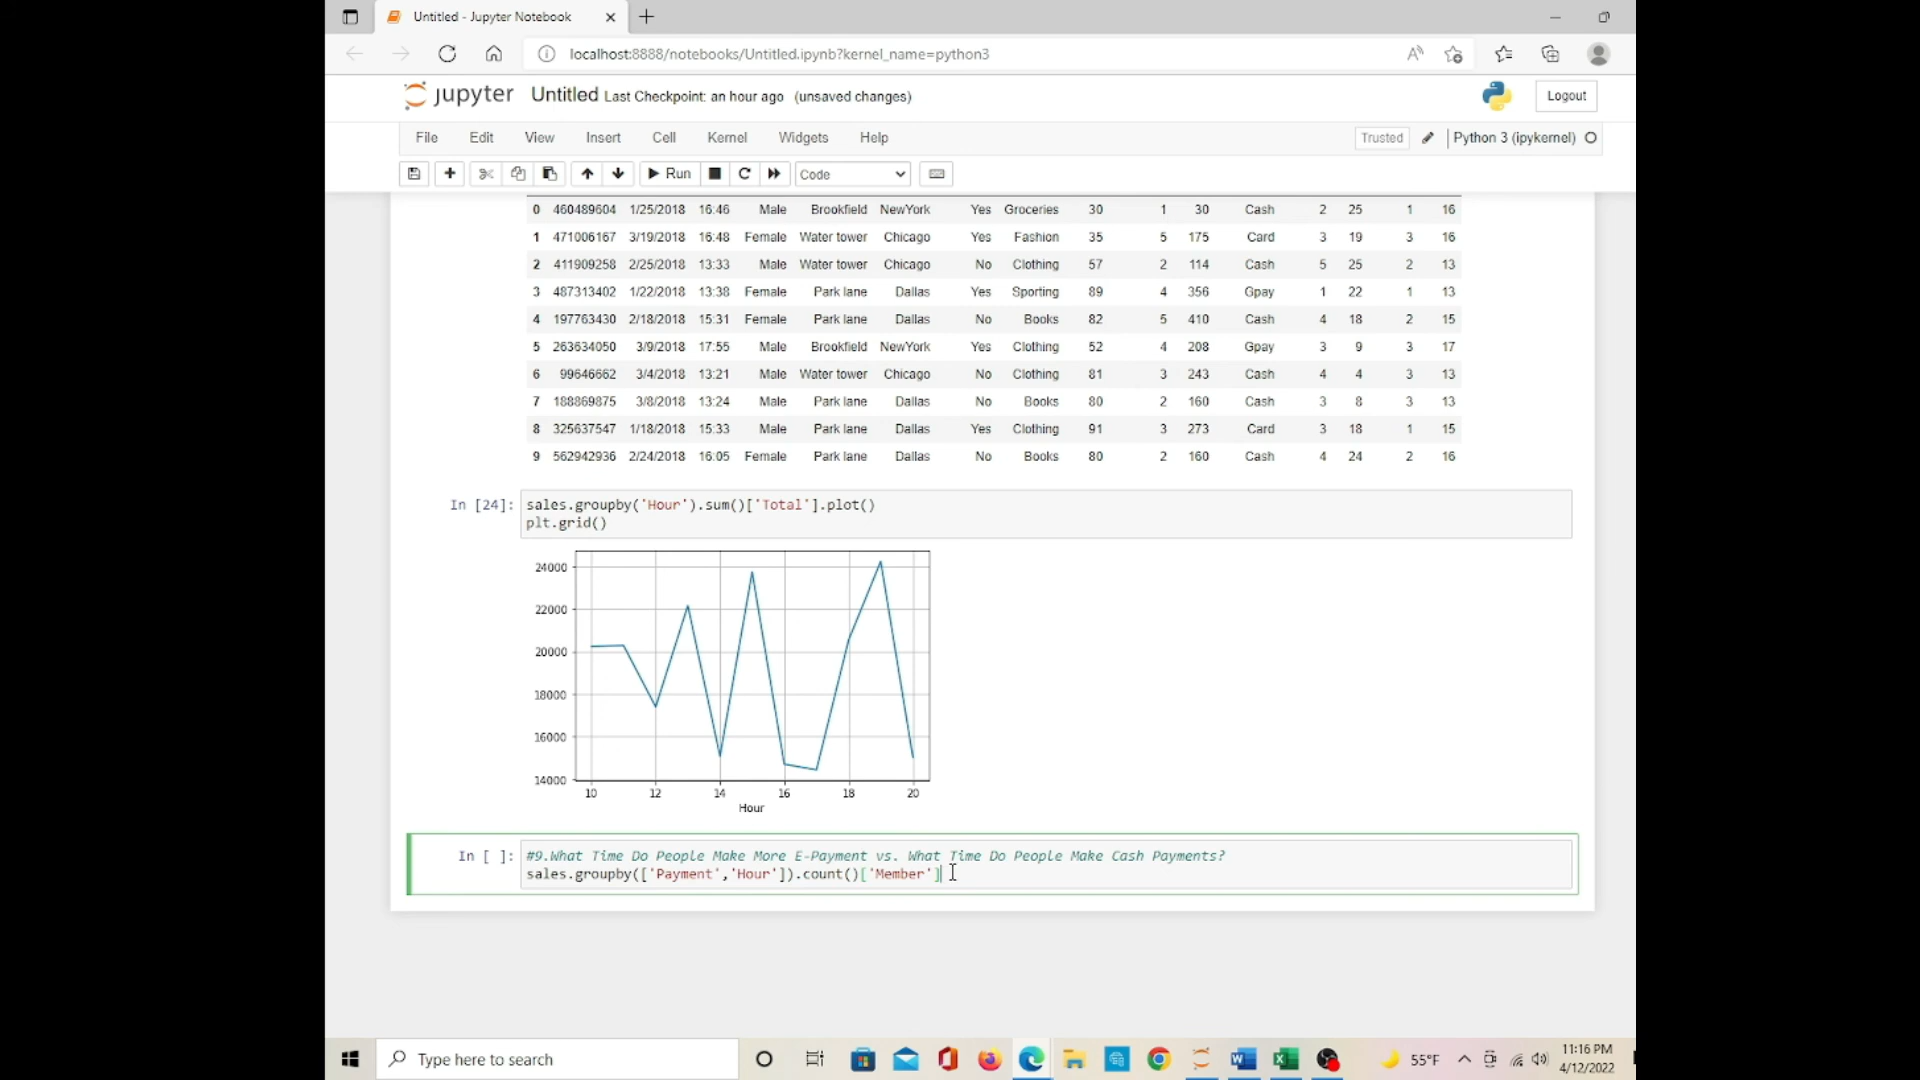 Untitled - Jupyter Notebook
localhost:8888/notebooks/Untitled.ipynb?kernel_name=python3
jupyter Untitled Last Checkpoint: an hour ago (unsaved changes) Logout
File Edit View Insert Cell Kernel Widgets Help Trusted Python 3 (ipykernel)
Run Code
0 460489604 1/25/2018 16:46 Male Brookfield NewYork Yes Groceries 30 1 30 Cash 2 25 1 16
1 471006167 3/19/2018 16:48 Female Water tower Chicago Yes Fashion 35 5 175 Card 3 19 3 16
2 411909258 2/25/2018 13:33 Male Water tower Chicago No Clothing 57 2 114 Cash 5 25 2 13
3 487313402 1/22/2018 13:38 Female Park lane Dallas Yes Sporting 89 4 356 Gpay 1 22 1 13
4 197763430 2/18/2018 15:31 Female Park lane Dallas No Books 82 5 410 Cash 4 18 2 15
5 263634050 3/9/2018 17:55 Male Brookfield NewYork Yes Clothing 52 4 208 Gpay 3 9 3 17
6 99646662 3/4/2018 13:21 Male Water tower Chicago No Clothing 81 3 243 Cash 4 4 3 13
7 188869875 3/8/2018 13:24 Male Park lane Dallas No Books 80 2 160 Cash 3 8 3 13
8 325637547 1/18/2018 15:33 Male Park lane Dallas Yes Clothing 91 3 273 Card 3 18 1 15
9 562942936 2/24/2018 16:05 Female Park lane Dallas No Books 80 2 160 Cash 4 24 2 16
In [24]: sales.groupby('Hour').sum()['Total'].plot()
plt.grid()
24000
22000
20000
18000
16000
14000
10 12 14 16 18 20
Hour
In [ ]: #9.What Time Do People Make More E-Payment vs. What Time Do People Make Cash Payments?
sales.groupby(['Payment','Hour']).count()['Member']
Type here to search 55°F 11:16 PM
4/12/2022